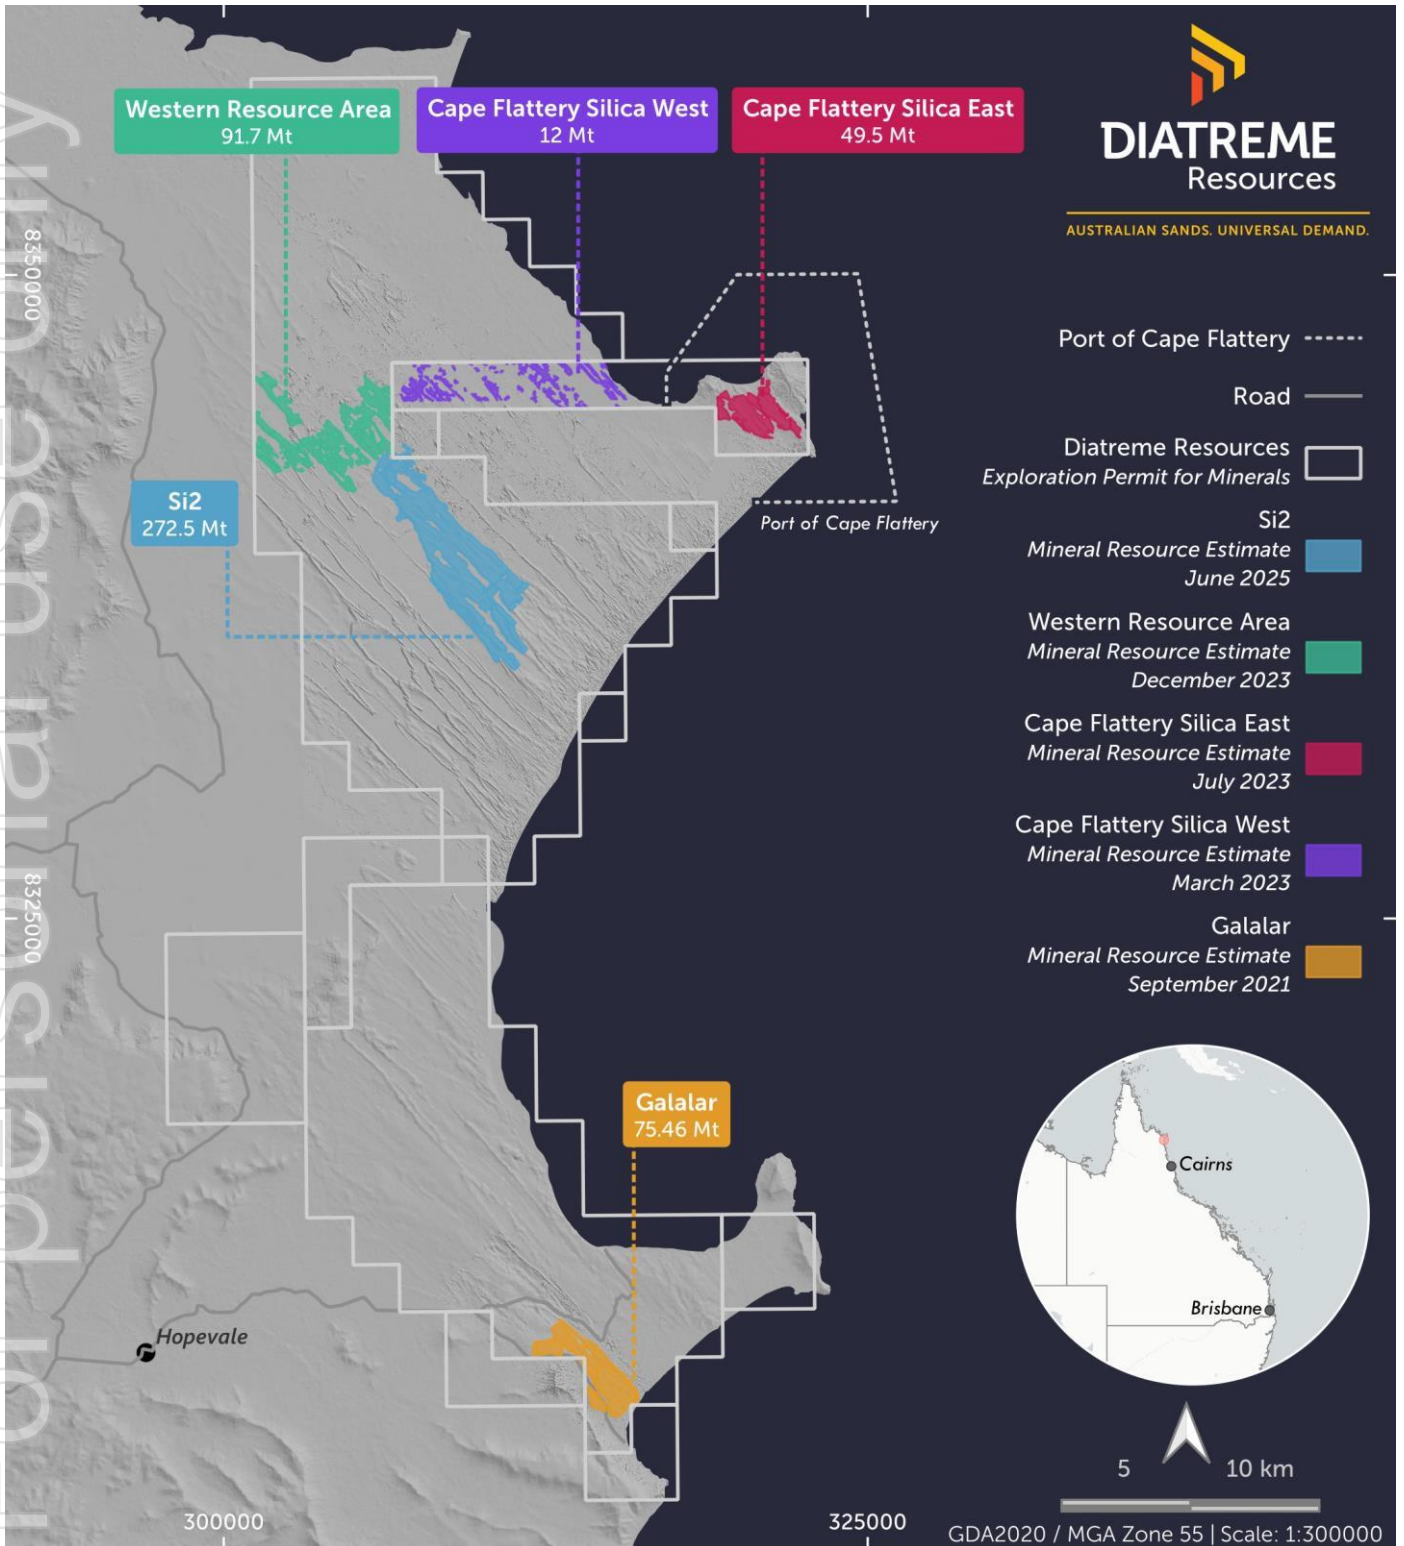 For personal use only
Western Resource Area
91.7 Mt
Cape Flattery Silica West
12 Mt
Cape Flattery Silica East
49.5 Mt
DIATREME
Resources
AUSTRALIAN SANDS. UNIVERSAL DEMAND.
8350000
Port of Cape Flattery
Road
Diatreme Resources
Exploration Permit for Minerals
Si2
272.5 Mt
Port of Cape Flattery
Si2
Mineral Resource Estimate
June 2025
Western Resource Area
Mineral Resource Estimate
December 2023
Cape Flattery Silica East
Mineral Resource Estimate
July 2023
Cape Flattery Silica West
Mineral Resource Estimate
March 2023
8325000
Galalar
Mineral Resource Estimate
September 2021
Galalar
75.46 Mt
Cairns
Brisbane
Hopevale
5 10 km
300000
325000
GDA2020 / MGA Zone 55 | Scale: 1:300000